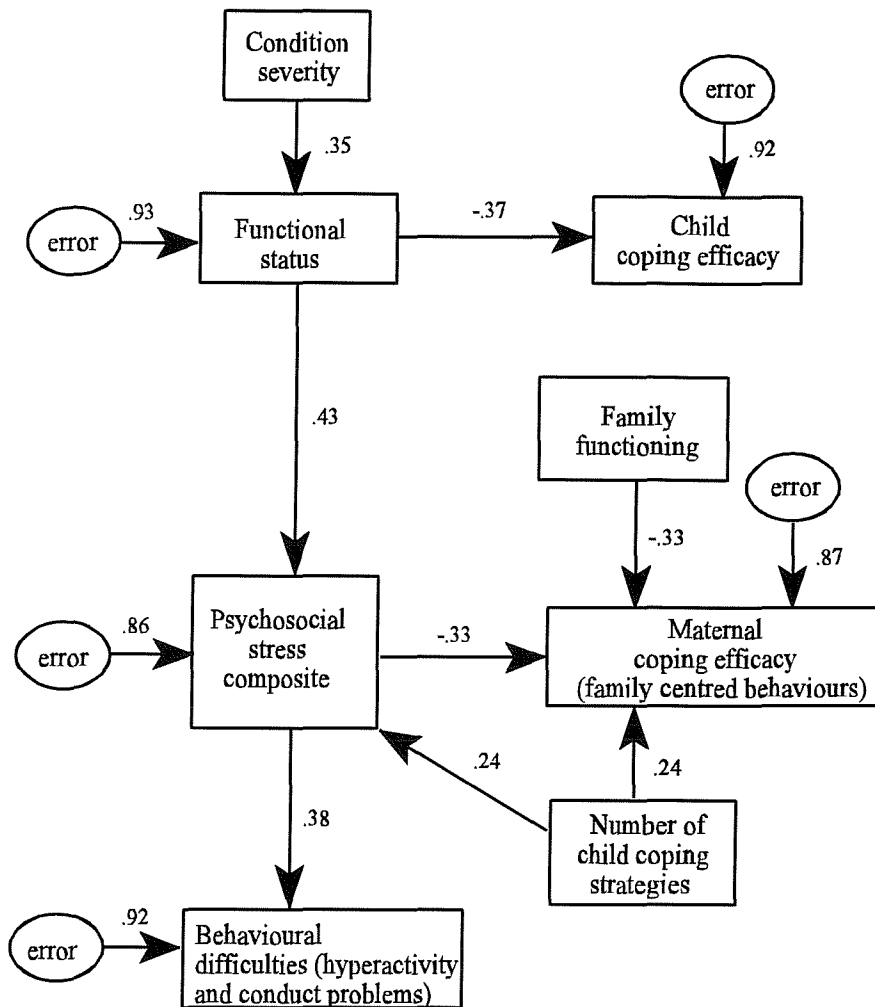 Condition
severity
error
.35
.92
.93
error
Functional
status
-.37
Child
coping efficacy
.43
Family
functioning
error
-.33
.87
.86
error
Psychosocial
stress
composite
-.33
Maternal
coping efficacy
(family centred behaviours)
.24
.24
.38
Number of
child coping
strategies
.92
error
Behavioural
difficulties (hyperactivity
and conduct problems)